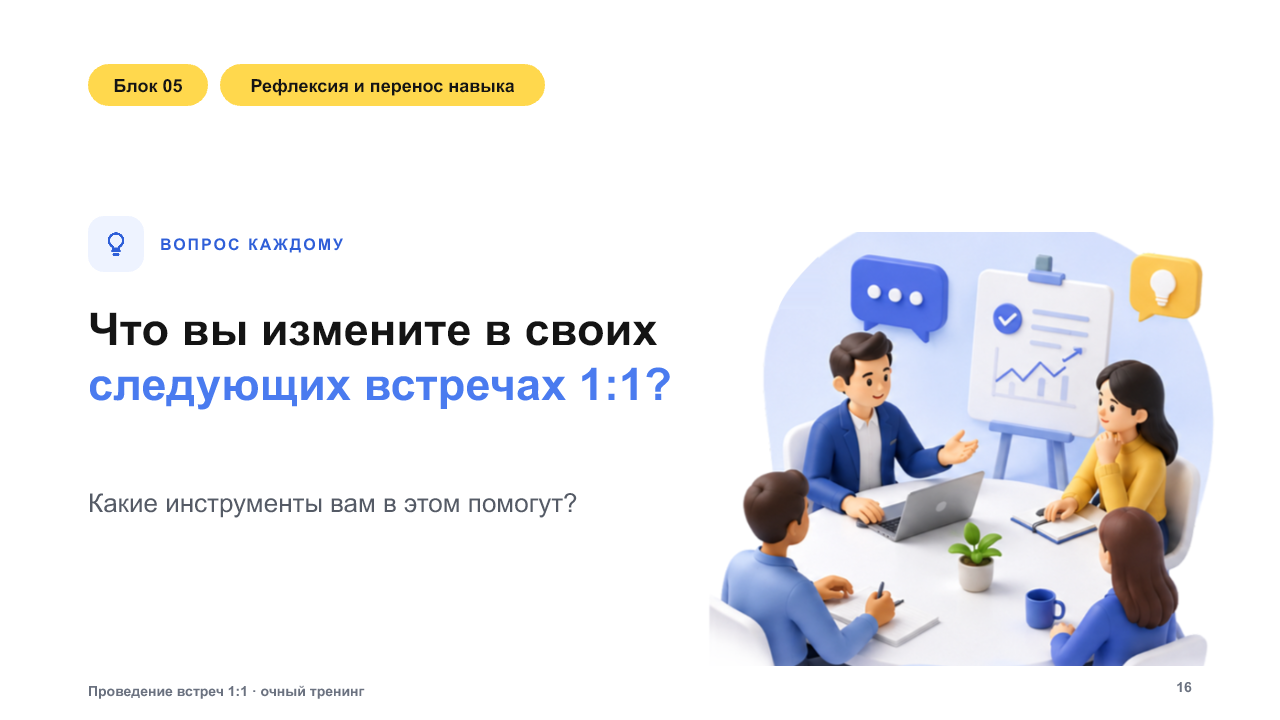 Блок 05
Рефлексия и перенос навыка
ВОПРОС КАЖДОМУ
Что вы измените в своих
следующих встречах 1:1?
Какие инструменты вам в этом помогут?
Проведение встреч 1:1 · очный тренинг
16